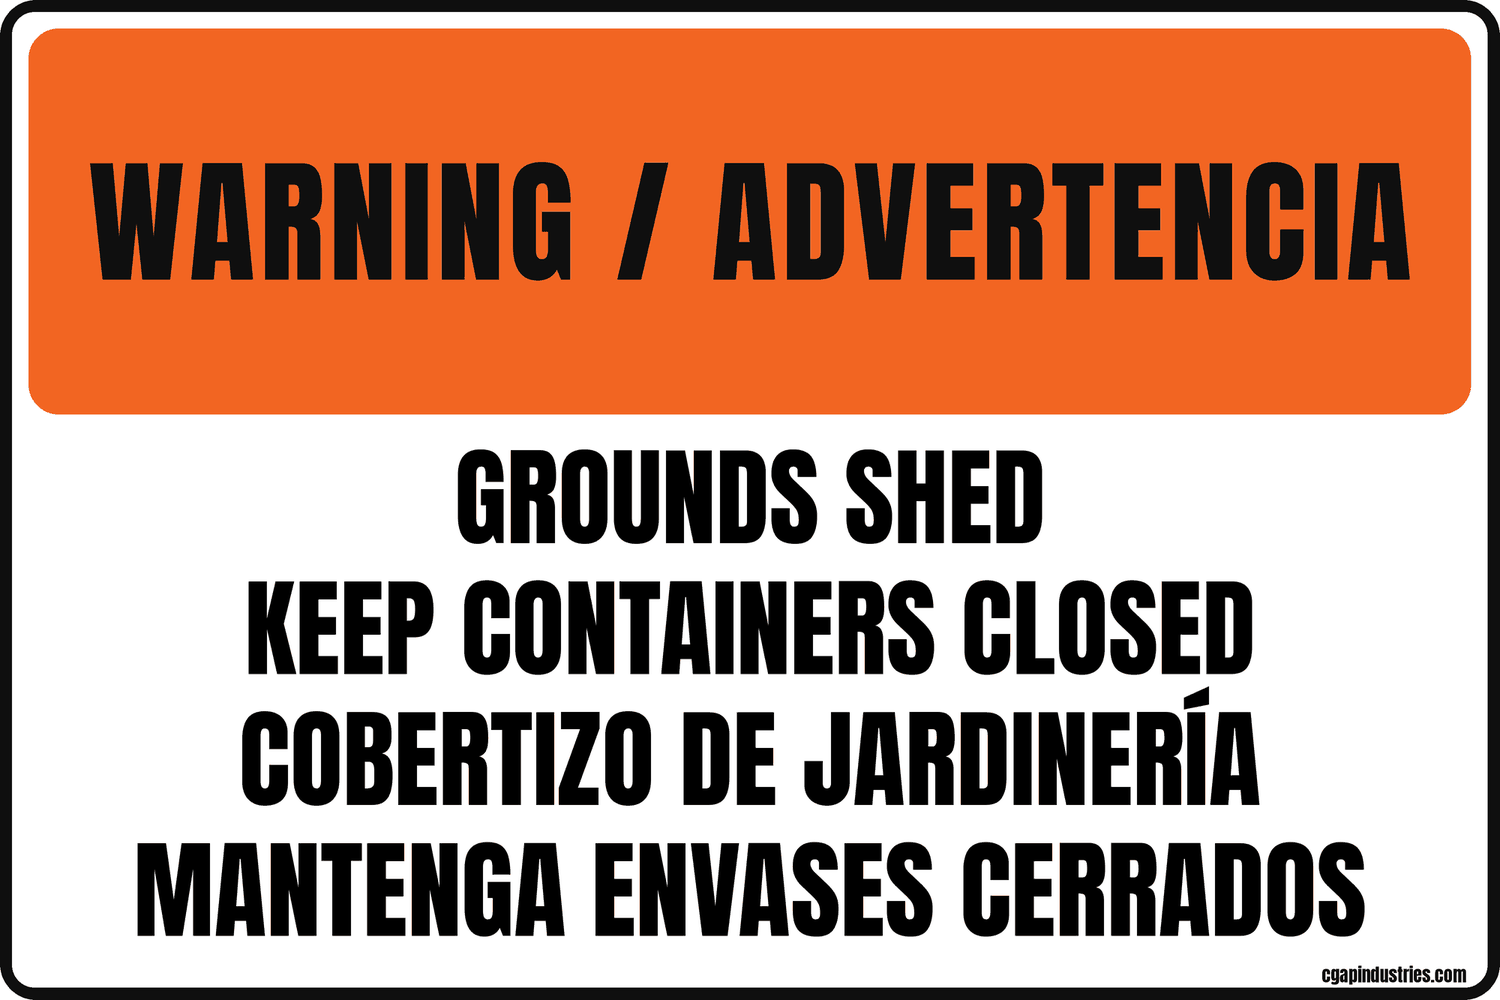 WARNING / ADVERTENCIA
GROUNDS SHED
KEEP CONTAINERS CLOSED
COBERTIZO DE JARDINERÍA
MANTENGA ENVASES CERRADOS
cgapindustries.com